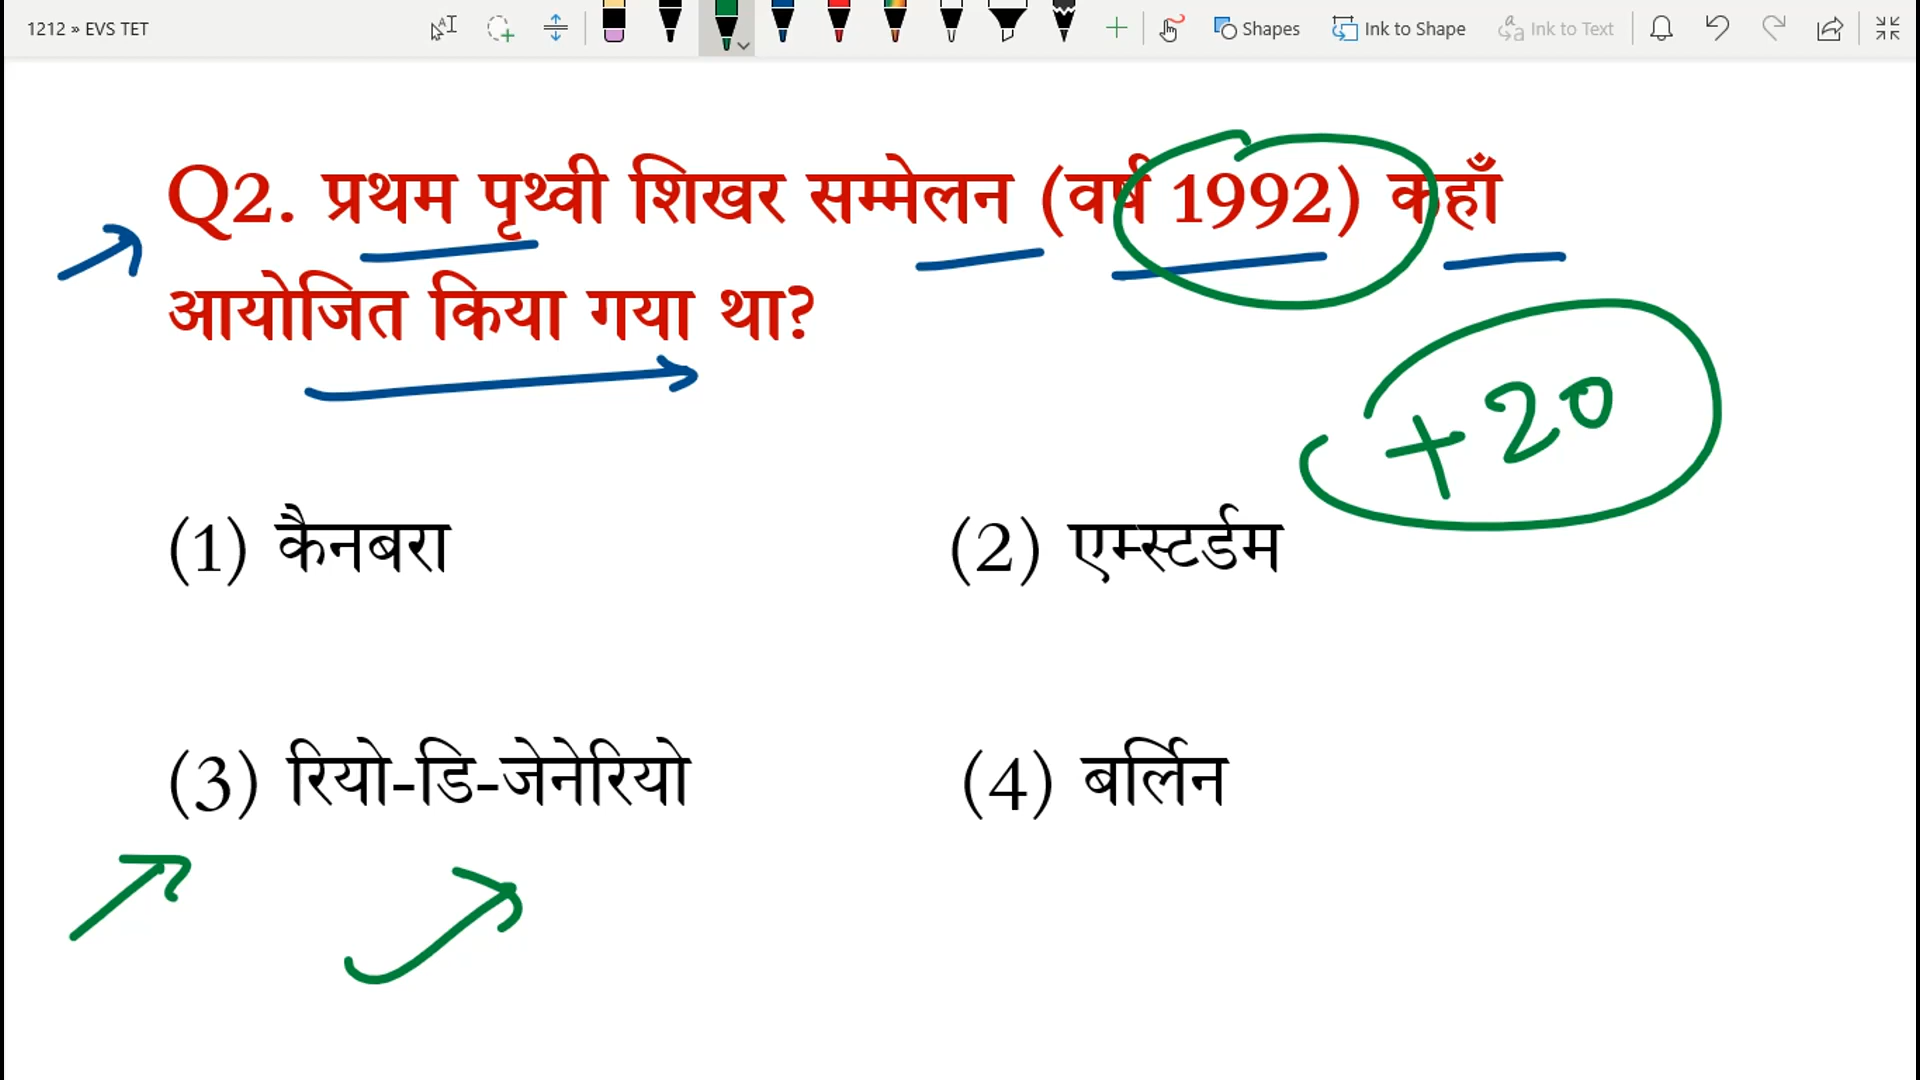 1212 » EVS TET
Shapes
Ink to Shape
Ink to Text
Q2. प्रथम पृथ्वी शिखर सम्मेलन (वर्ष 1992) कहाँ
आयोजित किया गया था?
+20
(1) कैनबरा
(2) एम्स्टर्डम
(3) रियो-डि-जेनेरियो
(4) बर्लिन